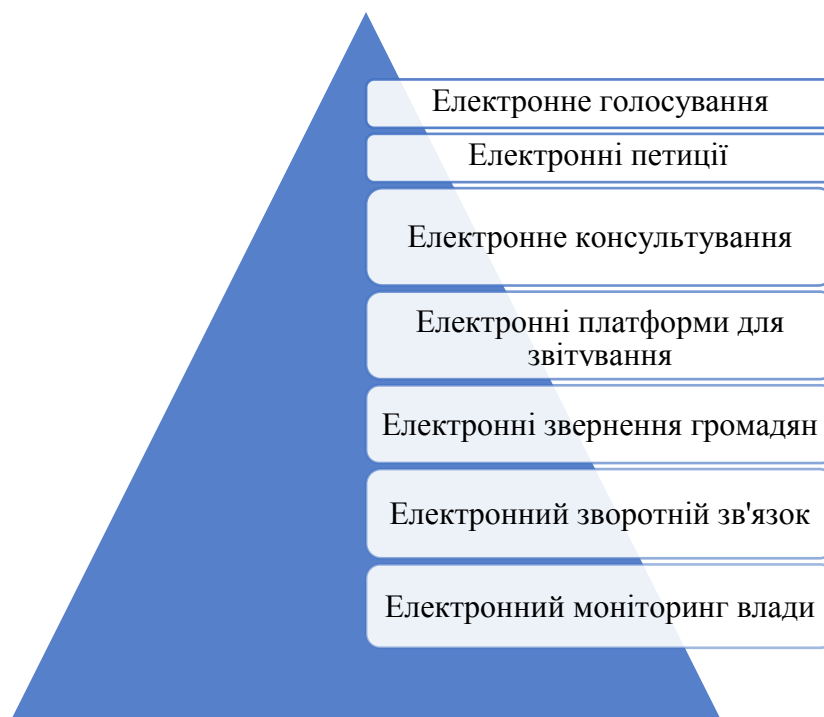 Електронне голосування
Електронні петиції
Електронне консультування
Електронні платформи для
звітування
Електронні звернення громадян
Електронний зворотній зв'язок
Електронний моніторинг влади